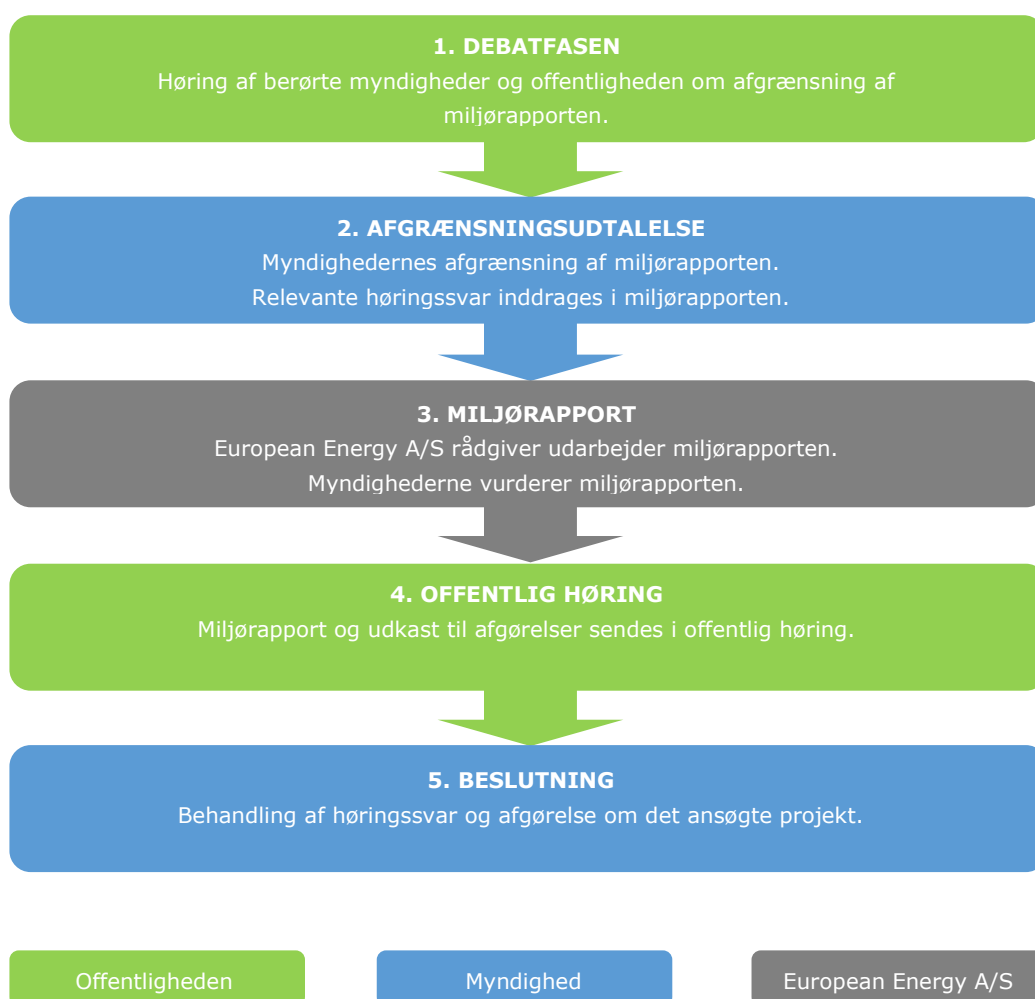 1. DEBATFASEN
Høring af berørte myndigheder og offentligheden om afgrænsning af
miljørapporten.
2. AFGRÆNSNINGSUDTALELSE
Myndighedernes afgrænsning af miljørapporten.
Relevante høringssvar inddrages i miljørapporten.
3. MILJØRAPPORT
European Energy A/S rådgiver udarbejder miljørapporten.
Myndighederne vurderer miljørapporten.
4. OFFENTLIG HØRING
Miljørapport og udkast til afgørelser sendes i offentlig høring.
5. BESLUTNING
Behandling af høringssvar og afgørelse om det ansøgte projekt.
Offentligheden
Myndighed
European Energy A/S